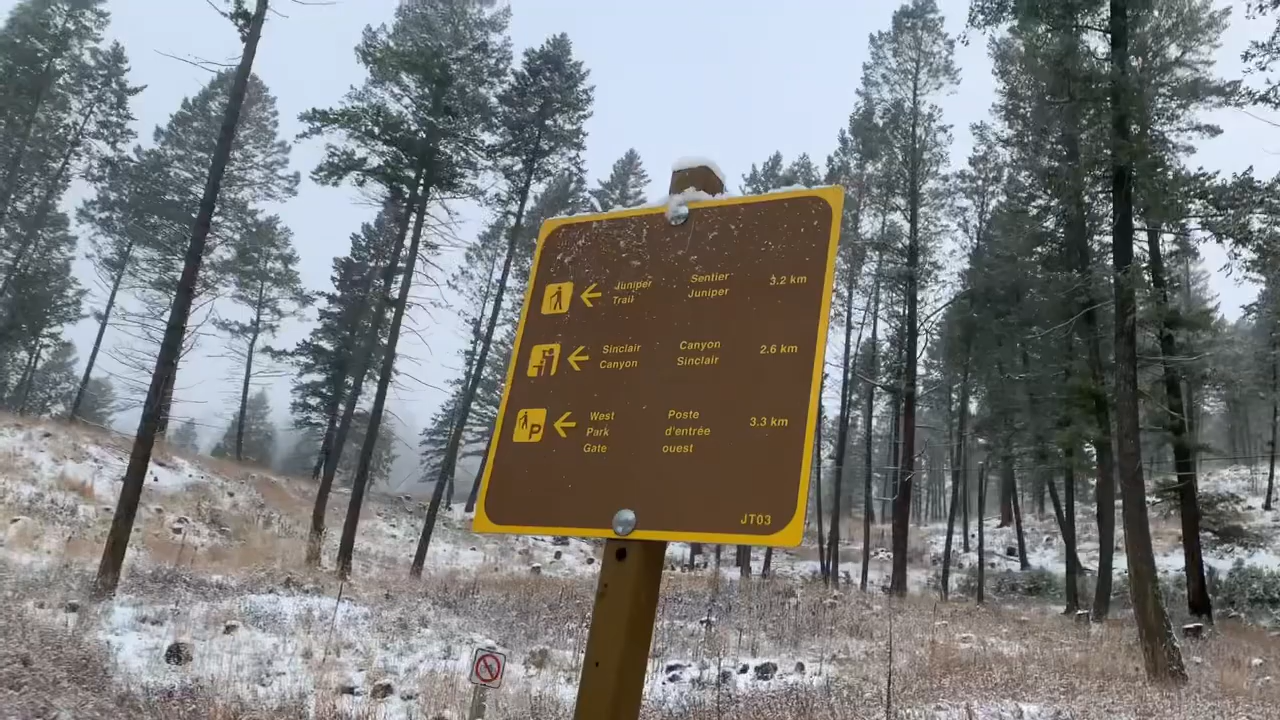 Juniper Trail Sentier Juniper 3.2 km
Sinclair Canyon Canyon Sinclair 2.6 km
P West Park Gate Poste d'entrée ouest 3.3 km
JT03